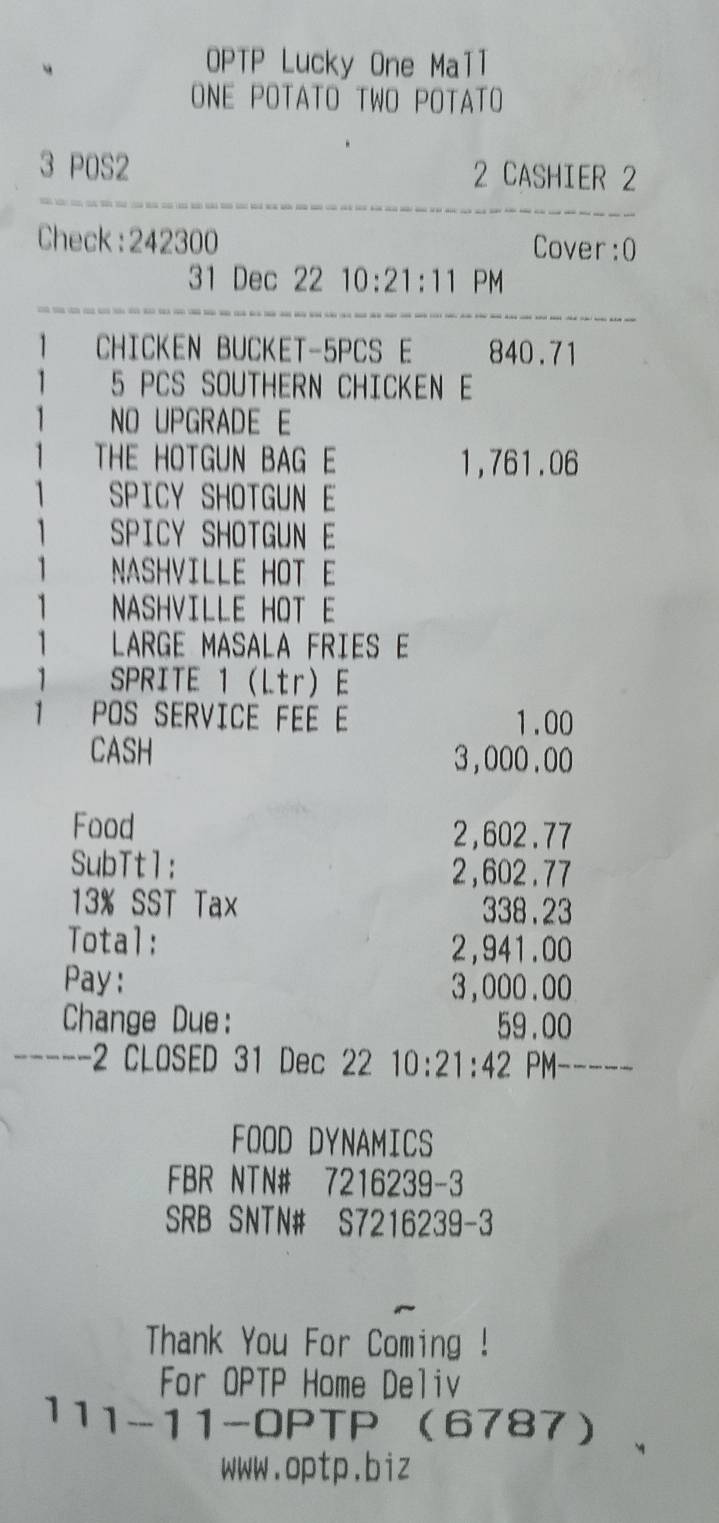 OPTP Lucky One Mall
ONE POTATO TWO POTATO
3 POS2 2 CASHIER 2
Check:242300 Cover:0
31 Dec 22 10:21:11 PM
1 CHICKEN BUCKET-5PCS E 840.71
1 5 PCS SOUTHERN CHICKEN E
1 NO UPGRADE E
1 THE HOTGUN BAG E 1,761.06
1 SPICY SHOTGUN E
1 SPICY SHOTGUN E
1 NASHVILLE HOT E
1 NASHVILLE HOT E
1 LARGE MASALA FRIES E
1 SPRITE 1 (Ltr) E
1 POS SERVICE FEE E 1.00
CASH 3,000.00
Food 2,602.77
SubTtl: 2,602.77
13% SST Tax 338.23
Total: 2,941.00
Pay: 3,000.00
Change Due: 59.00
-----2 CLOSED 31 Dec 22 10:21:42 PM-----
FOOD DYNAMICS
FBR NTN# 7216239-3
SRB SNTN# S7216239-3
Thank You For Coming !
For OPTP Home Deliv
111-11-OPTP (6787)
www.optp.biz